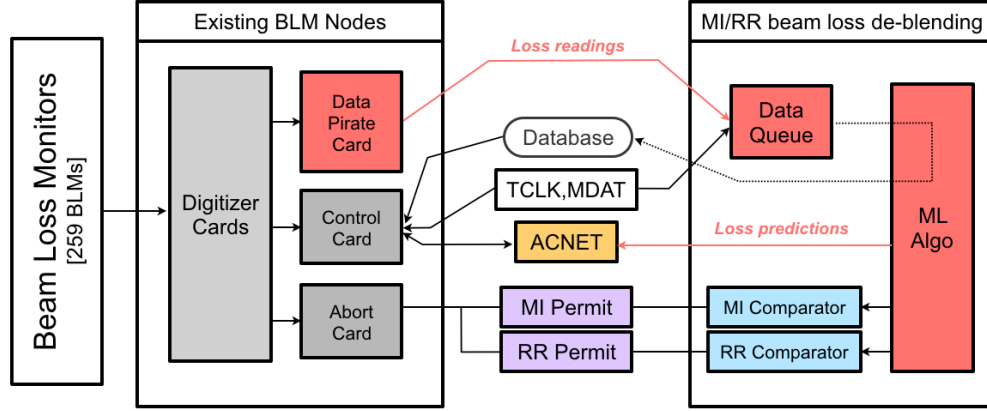 Existing BLM Nodes
MI/RR beam loss de-blending
Beam Loss Monitors
[259 BLMs]
Digitizer
Cards
Data
Pirate
Card
Control
Card
Abort
Card
Loss readings
Database
TCLK,MDAT
ACNET
Loss predictions
MI Permit
RR Permit
Data
Queue
ML
Algo
MI Comparator
RR Comparator